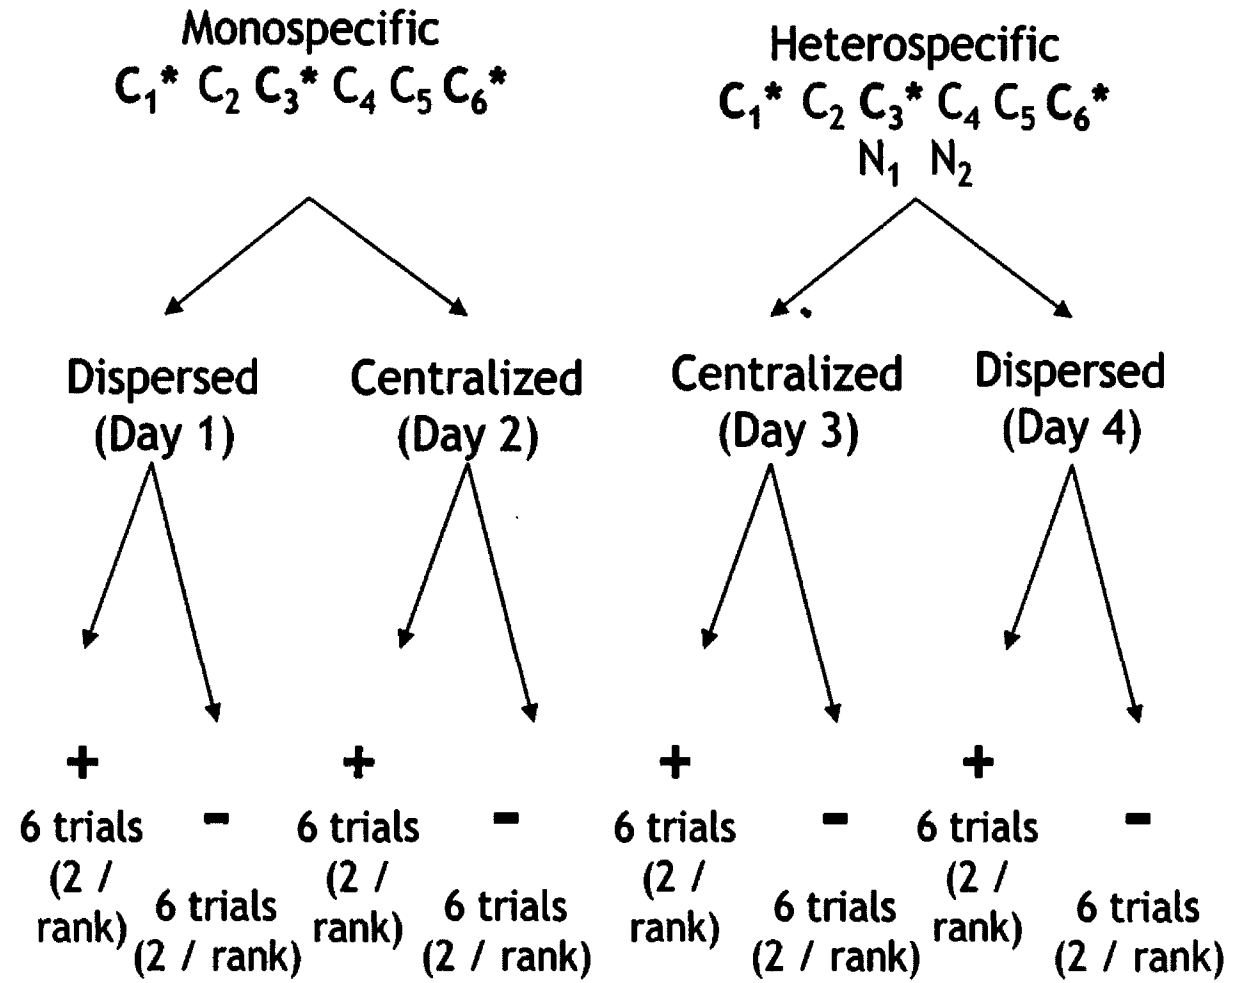 Monospecific
C₁* C₂ C₃* C₄ C₅ C₆*
Heterospecific
C₁* C₂ C₃* C₄ C₅ C₆*
N₁ N₂
Dispersed
(Day 1)
Centralized
(Day 2)
Centralized
(Day 3)
Dispersed
(Day 4)
+
6 trials
(2 /
rank)
-
6 trials
(2 / rank)
+
6 trials
(2 /
rank)
-
6 trials
(2 / rank)
+
6 trials
(2 /
rank)
-
6 trials
(2 / rank)
+
6 trials
(2 /
rank)
-
6 trials
(2 / rank)